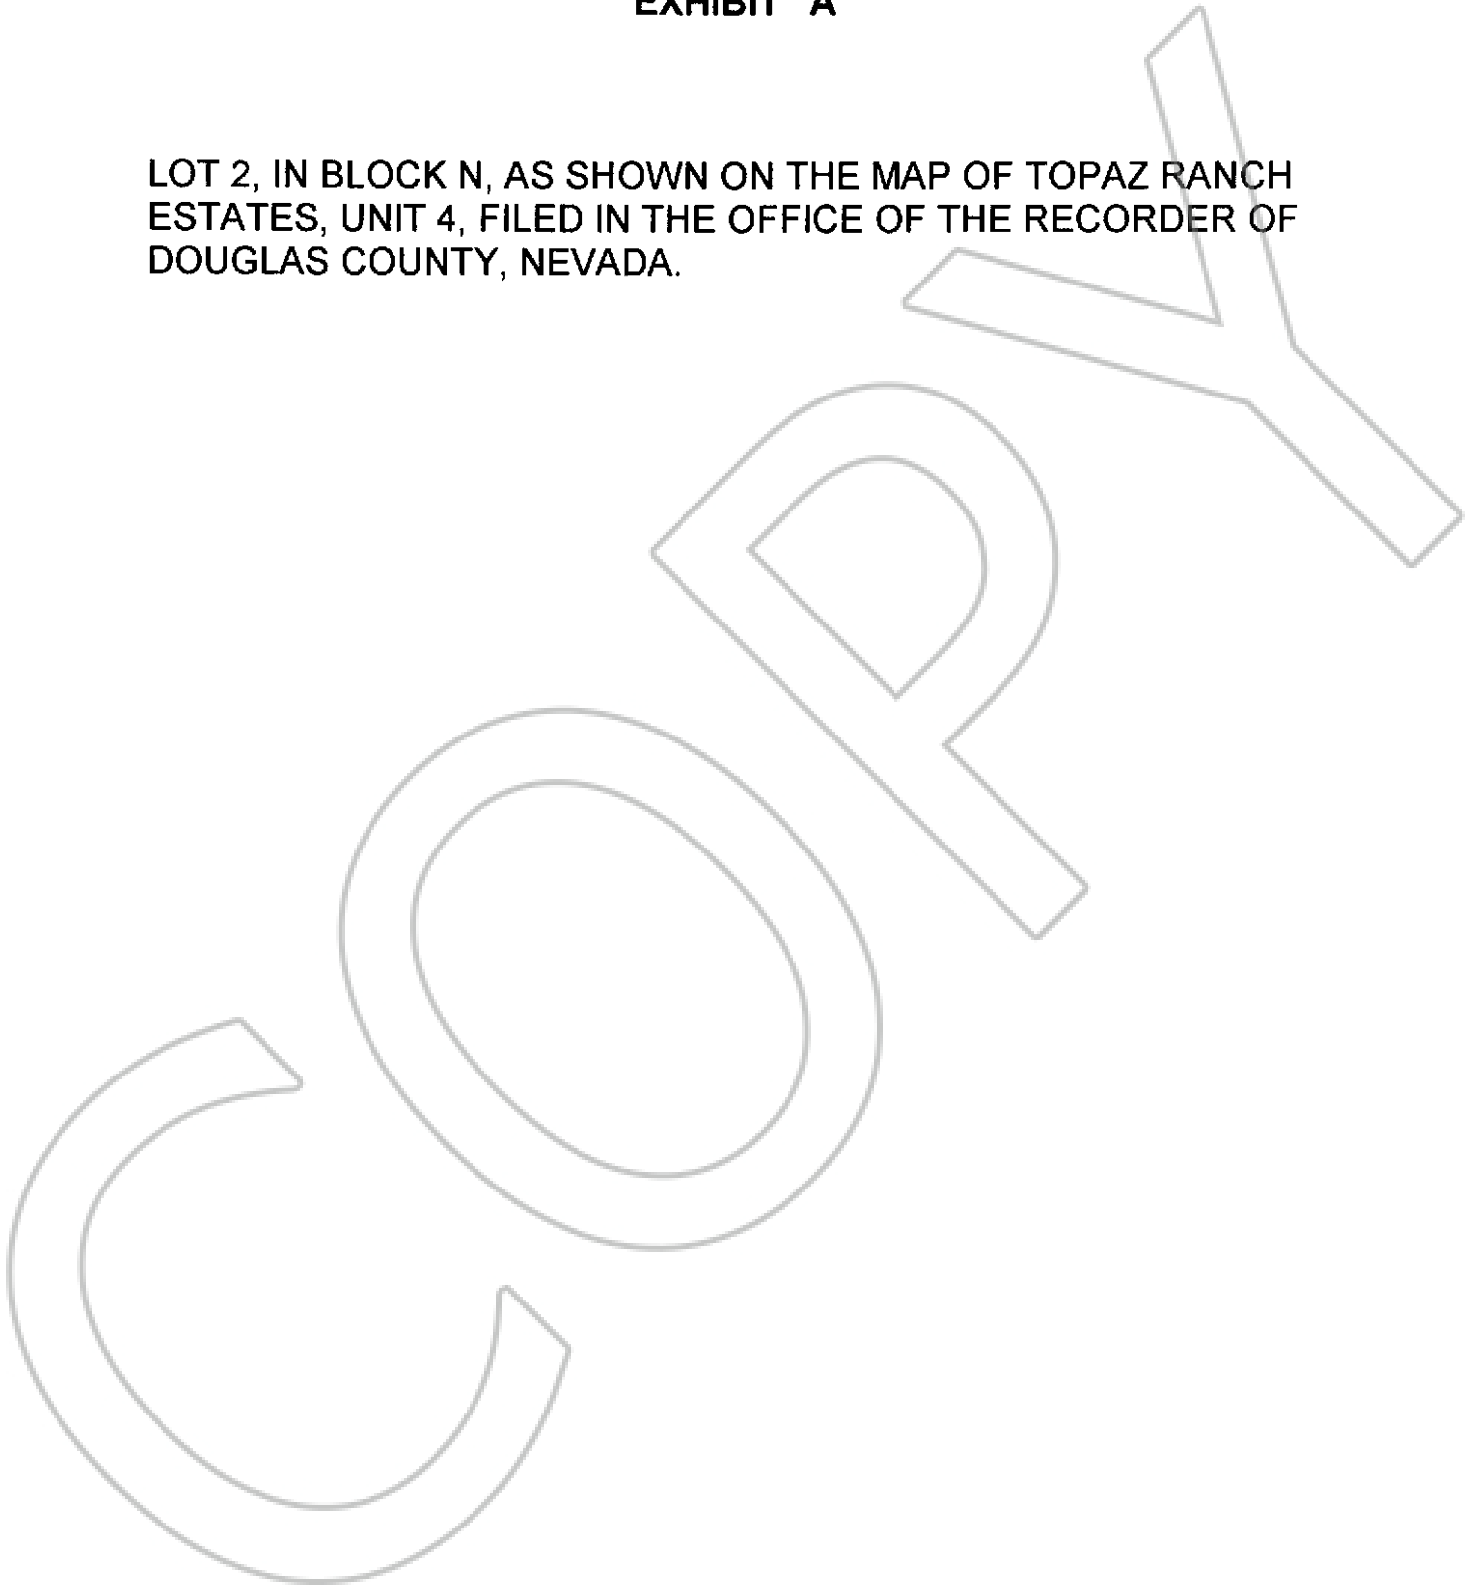 EXHIBIT A
LOT 2, IN BLOCK N, AS SHOWN ON THE MAP OF TOPAZ RANCH
ESTATES, UNIT 4, FILED IN THE OFFICE OF THE RECORDER OF
DOUGLAS COUNTY, NEVADA.
COPY